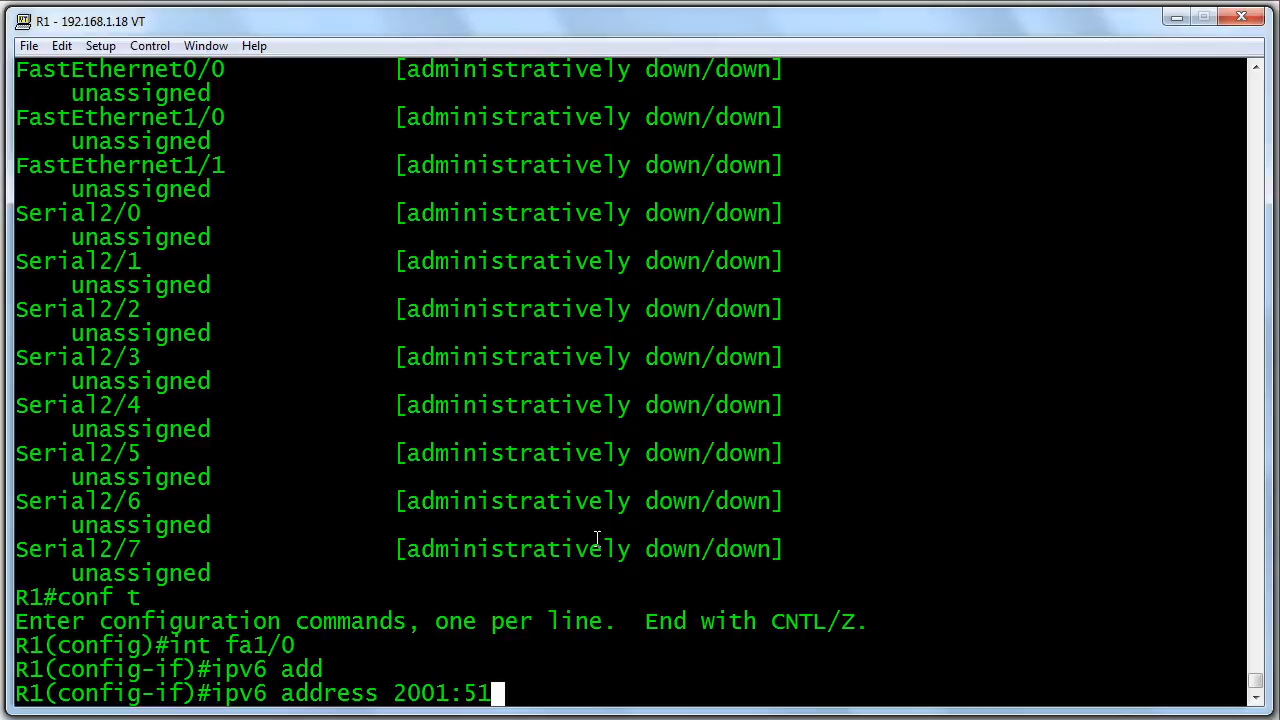 R1 - 192.168.1.18 VT
File Edit Setup Control Window Help
FastEthernet0/0 [administratively down/down]
unassigned
FastEthernet1/0 [administratively down/down]
unassigned
FastEthernet1/1 [administratively down/down]
unassigned
Serial2/0 [administratively down/down]
unassigned
Serial2/1 [administratively down/down]
unassigned
Serial2/2 [administratively down/down]
unassigned
Serial2/3 [administratively down/down]
unassigned
Serial2/4 [administratively down/down]
unassigned
Serial2/5 [administratively down/down]
unassigned
Serial2/6 [administratively down/down]
unassigned
Serial2/7 [administratively down/down]
unassigned
R1#conf t
Enter configuration commands, one per line.  End with CNTL/Z.
R1(config)#int fa1/0
R1(config-if)#ipv6 add
R1(config-if)#ipv6 address 2001:51